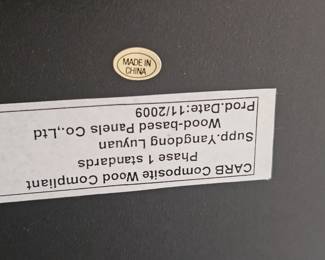 MADE IN
CHINA
CARB Composite Wood Compliant
Phase 1 standards
Supp.Yangdong Luyuan
Wood-based Panels Co.,Ltd
Prod.Date:11/2009